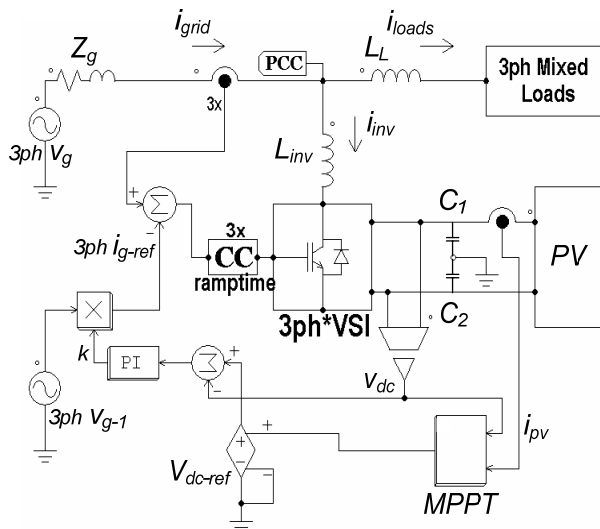 i_grid
i_loads
Z_g
PCC
L_L
3ph Mixed
Loads
3x
i_inv
3ph v_g
L_inv
+
Σ
-
3x
CC
ramptime
C_1
PV
3ph i_g-ref
C_2
3ph*VSI
X
k
PI
Σ
+
-
v_dc
3ph v_g-1
i_pv
+
+
-
-
V_dc-ref
MPPT